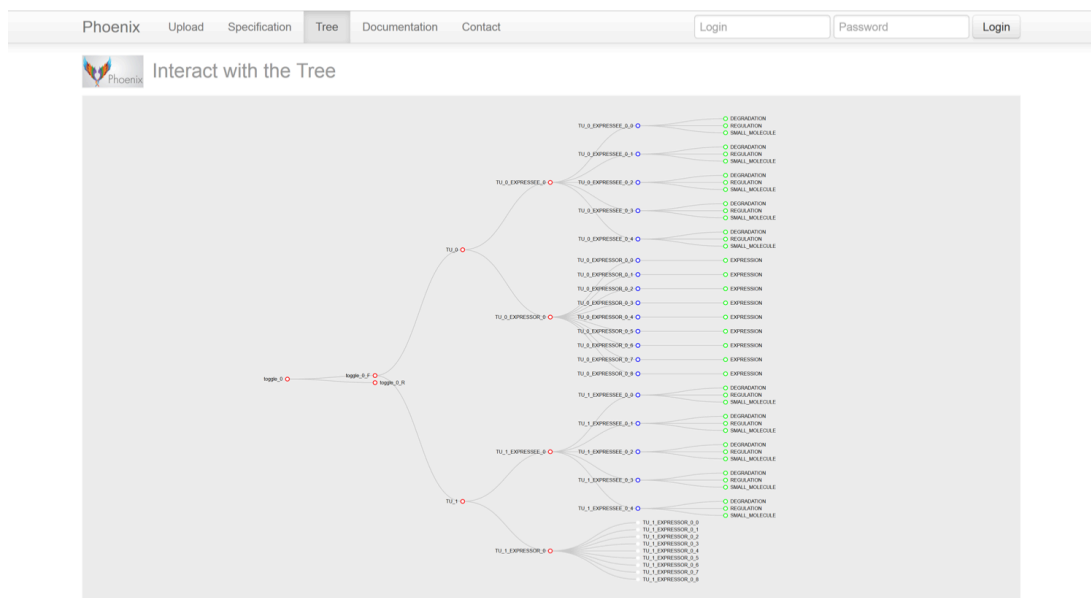 Phoenix Upload Specification Tree Documentation Contact Login Password Login
Phoenix Interact with the Tree
DEGRADATION
TU_0_EXPRESSEE_0_0 REGULATION
SMALL_MOLECULE
DEGRADATION
TU_0_EXPRESSEE_0_1 REGULATION
SMALL_MOLECULE
DEGRADATION
TU_0_EXPRESSEE_0 TU_0_EXPRESSEE_0_2 REGULATION
SMALL_MOLECULE
DEGRADATION
TU_0_EXPRESSEE_0_3 REGULATION
SMALL_MOLECULE
DEGRADATION
TU_0_EXPRESSEE_0_4 REGULATION
SMALL_MOLECULE
TU_0
TU_0_EXPRESSOR_0_0 EXPRESSION
TU_0_EXPRESSOR_0_1 EXPRESSION
TU_0_EXPRESSOR_0_2 EXPRESSION
TU_0_EXPRESSOR_0_3 EXPRESSION
TU_0_EXPRESSOR_0 TU_0_EXPRESSOR_0_4 EXPRESSION
TU_0_EXPRESSOR_0_5 EXPRESSION
TU_0_EXPRESSOR_0_6 EXPRESSION
TU_0_EXPRESSOR_0_7 EXPRESSION
TU_0_EXPRESSOR_0_8 EXPRESSION
toggle_0 toggle_0_F
toggle_0_R
DEGRADATION
TU_1_EXPRESSEE_0_0 REGULATION
SMALL_MOLECULE
DEGRADATION
TU_1_EXPRESSEE_0_1 REGULATION
SMALL_MOLECULE
DEGRADATION
TU_1_EXPRESSEE_0 TU_1_EXPRESSEE_0_2 REGULATION
SMALL_MOLECULE
DEGRADATION
TU_1_EXPRESSEE_0_3 REGULATION
SMALL_MOLECULE
DEGRADATION
TU_1 TU_1_EXPRESSEE_0_4 REGULATION
SMALL_MOLECULE
TU_1_EXPRESSOR_0_0
TU_1_EXPRESSOR_0_1
TU_1_EXPRESSOR_0_2
TU_1_EXPRESSOR_0_3
TU_1_EXPRESSOR_0 TU_1_EXPRESSOR_0_4
TU_1_EXPRESSOR_0_5
TU_1_EXPRESSOR_0_6
TU_1_EXPRESSOR_0_7
TU_1_EXPRESSOR_0_8